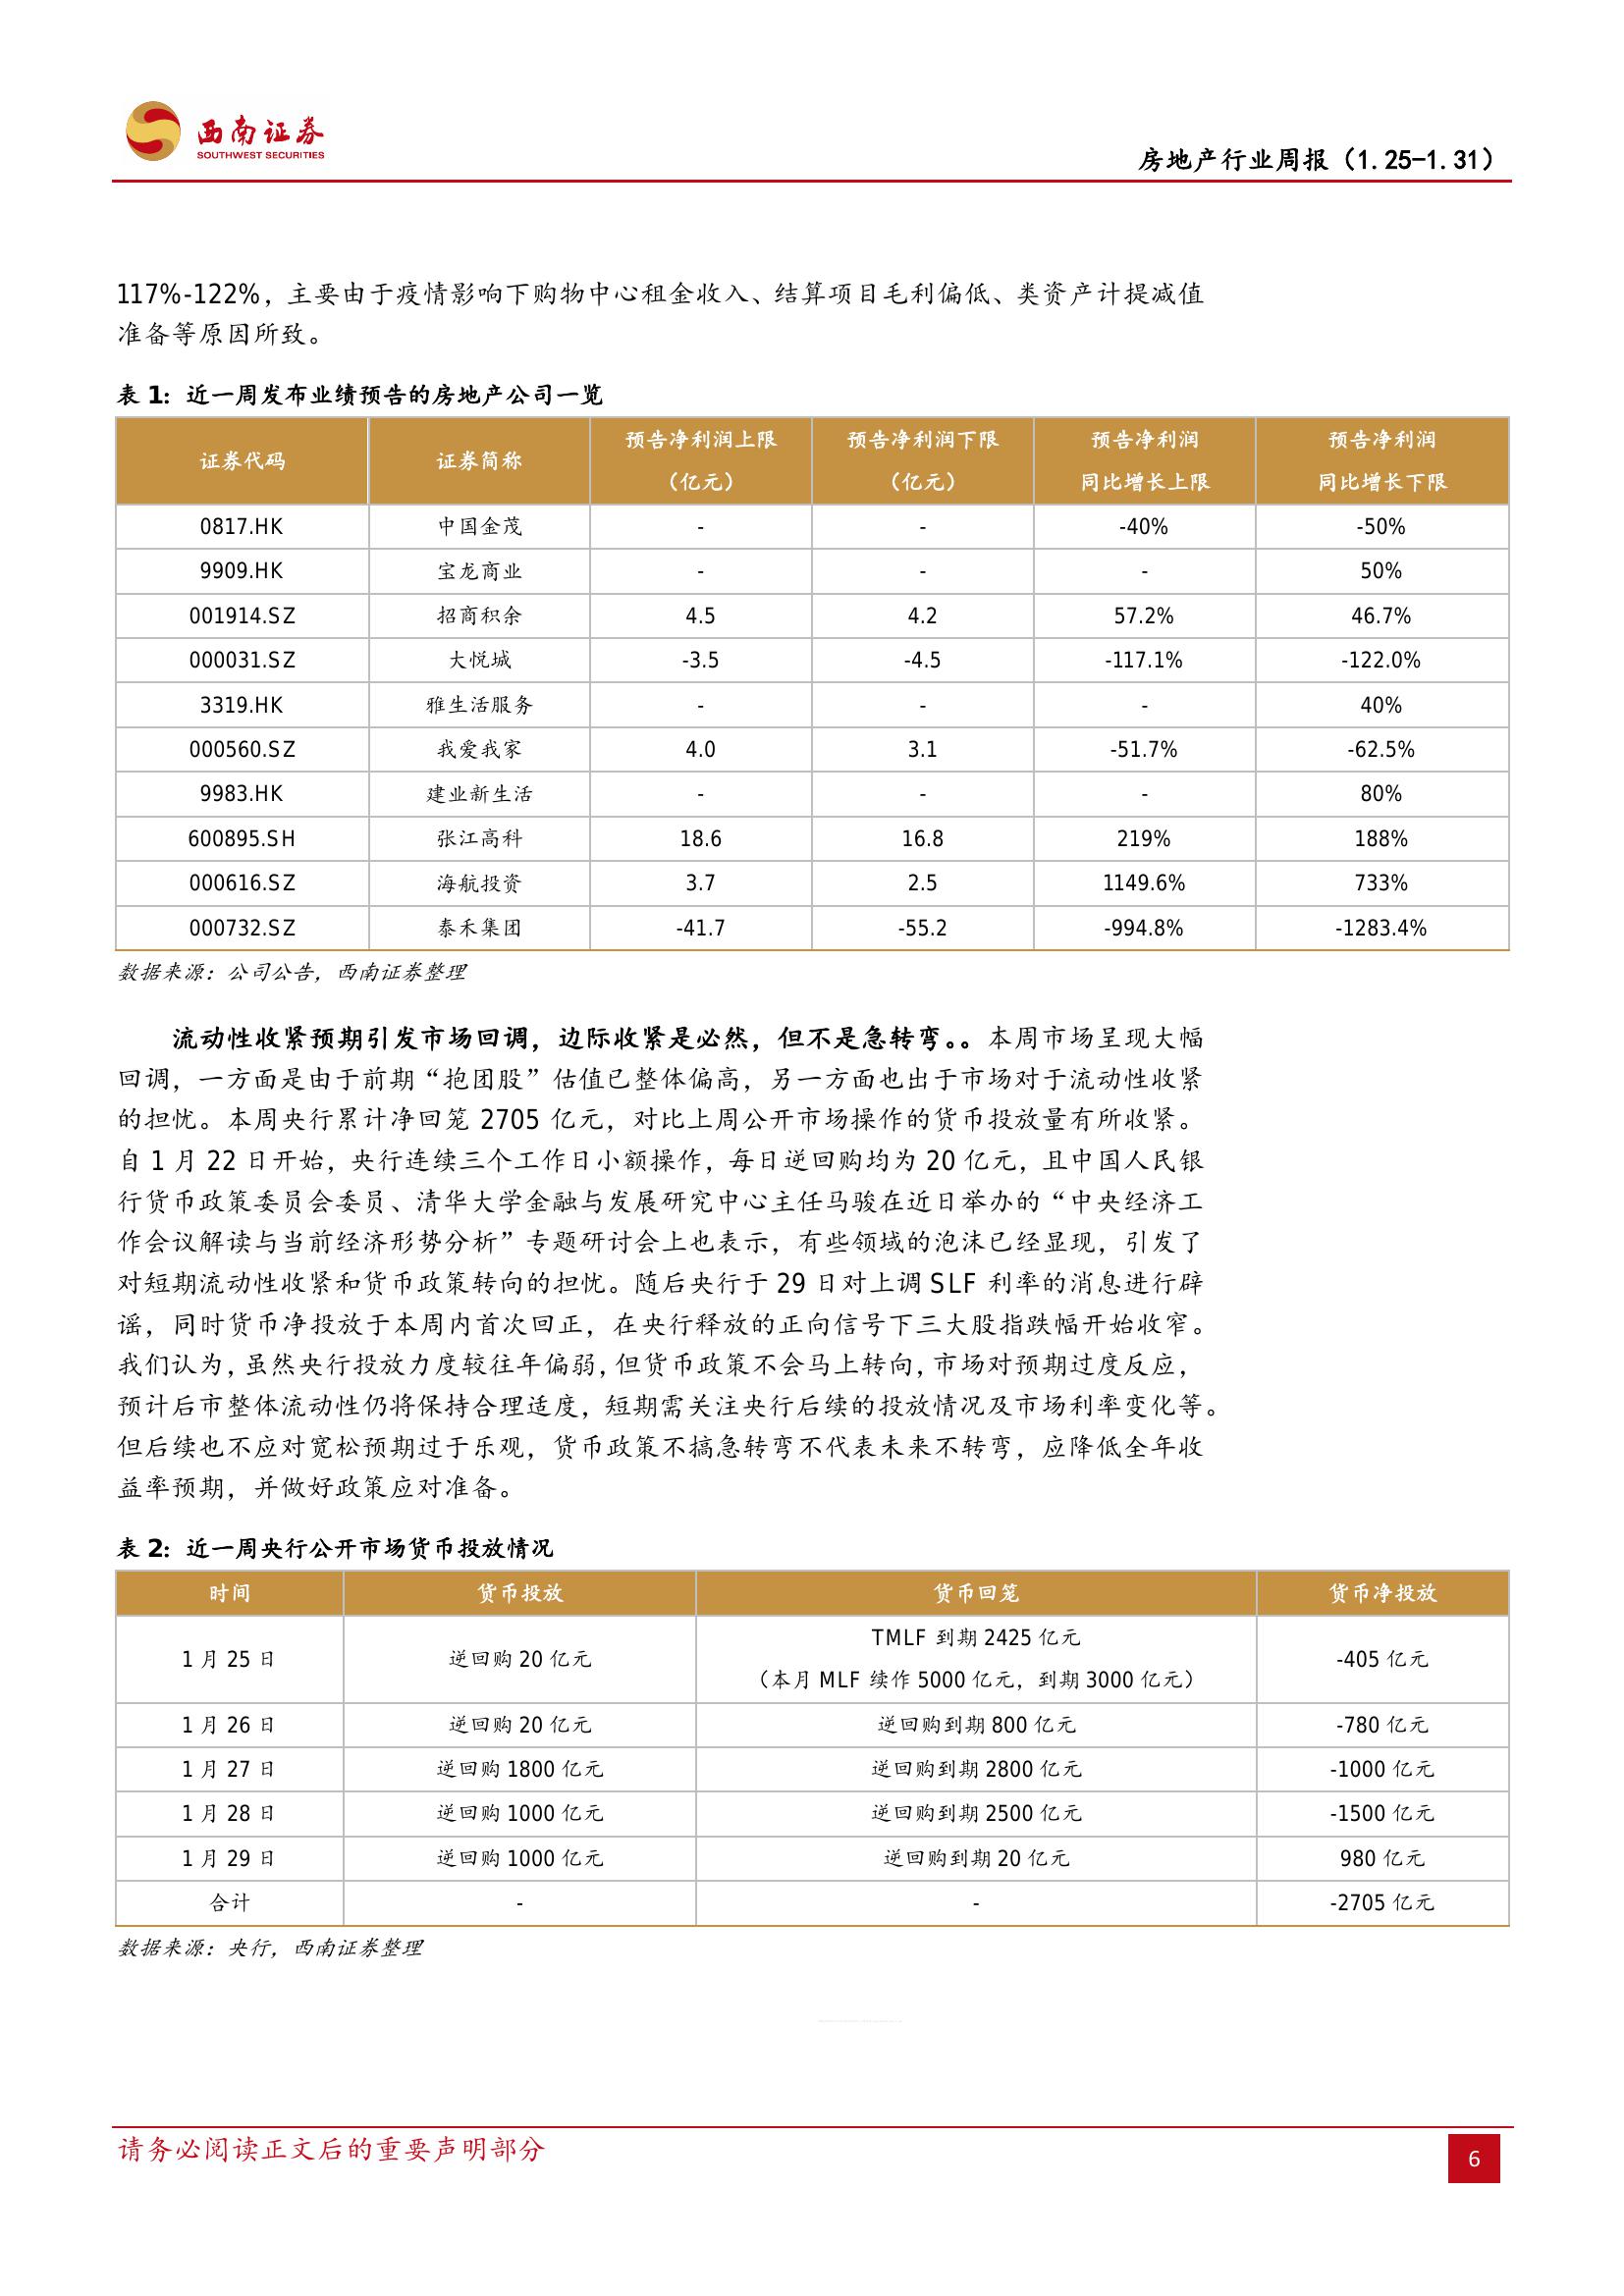 西南证券
SOUTHWEST SECURITIES
房地产行业周报（1.25-1.31）
117%-122%，主要由于疫情影响下购物中心租金收入、结算项目毛利偏低、类资产计提减值
准备等原因所致。
表 1：近一周发布业绩预告的房地产公司一览
证券代码 证券简称 预告净利润上限（亿元） 预告净利润下限（亿元） 预告净利润同比增长上限 预告净利润同比增长下限
0817.HK 中国金茂 - - -40% -50%
9909.HK 宝龙商业 - - - 50%
001914.SZ 招商积余 4.5 4.2 57.2% 46.7%
000031.SZ 大悦城 -3.5 -4.5 -117.1% -122.0%
3319.HK 雅生活服务 - - - 40%
000560.SZ 我爱我家 4.0 3.1 -51.7% -62.5%
9983.HK 建业新生活 - - - 80%
600895.SH 张江高科 18.6 16.8 219% 188%
000616.SZ 海航投资 3.7 2.5 1149.6% 733%
000732.SZ 泰禾集团 -41.7 -55.2 -994.8% -1283.4%
数据来源：公司公告，西南证券整理
流动性收紧预期引发市场回调，边际收紧是必然，但不是急转弯。。本周市场呈现大幅
回调，一方面是由于前期“抱团股”估值已整体偏高，另一方面也出于市场对于流动性收紧
的担忧。本周央行累计净回笼 2705 亿元，对比上周公开市场操作的货币投放量有所收紧。
自 1 月 22 日开始，央行连续三个工作日小额操作，每日逆回购均为 20 亿元，且中国人民银
行货币政策委员会委员、清华大学金融与发展研究中心主任马骏在近日举办的“中央经济工
作会议解读与当前经济形势分析”专题研讨会上也表示，有些领域的泡沫已经显现，引发了
对短期流动性收紧和货币政策转向的担忧。随后央行于 29 日对上调 SLF 利率的消息进行辟
谣，同时货币净投放于本周内首次回正，在央行释放的正向信号下三大股指跌幅开始收窄。
我们认为，虽然央行投放力度较往年偏弱，但货币政策不会马上转向，市场对预期过度反应，
预计后市整体流动性仍将保持合理适度，短期需关注央行后续的投放情况及市场利率变化等。
但后续也不应对宽松预期过于乐观，货币政策不搞急转弯不代表未来不转弯，应降低全年收
益率预期，并做好政策应对准备。
表 2：近一周央行公开市场货币投放情况
时间 货币投放 货币回笼 货币净投放
1 月 25 日 逆回购 20 亿元 TMLF 到期 2425 亿元（本月 MLF 续作 5000 亿元，到期 3000 亿元） -405 亿元
1 月 26 日 逆回购 20 亿元 逆回购到期 800 亿元 -780 亿元
1 月 27 日 逆回购 1800 亿元 逆回购到期 2800 亿元 -1000 亿元
1 月 28 日 逆回购 1000 亿元 逆回购到期 2500 亿元 -1500 亿元
1 月 29 日 逆回购 1000 亿元 逆回购到期 20 亿元 980 亿元
合计 - - -2705 亿元
数据来源：央行，西南证券整理
请务必阅读正文后的重要声明部分
6